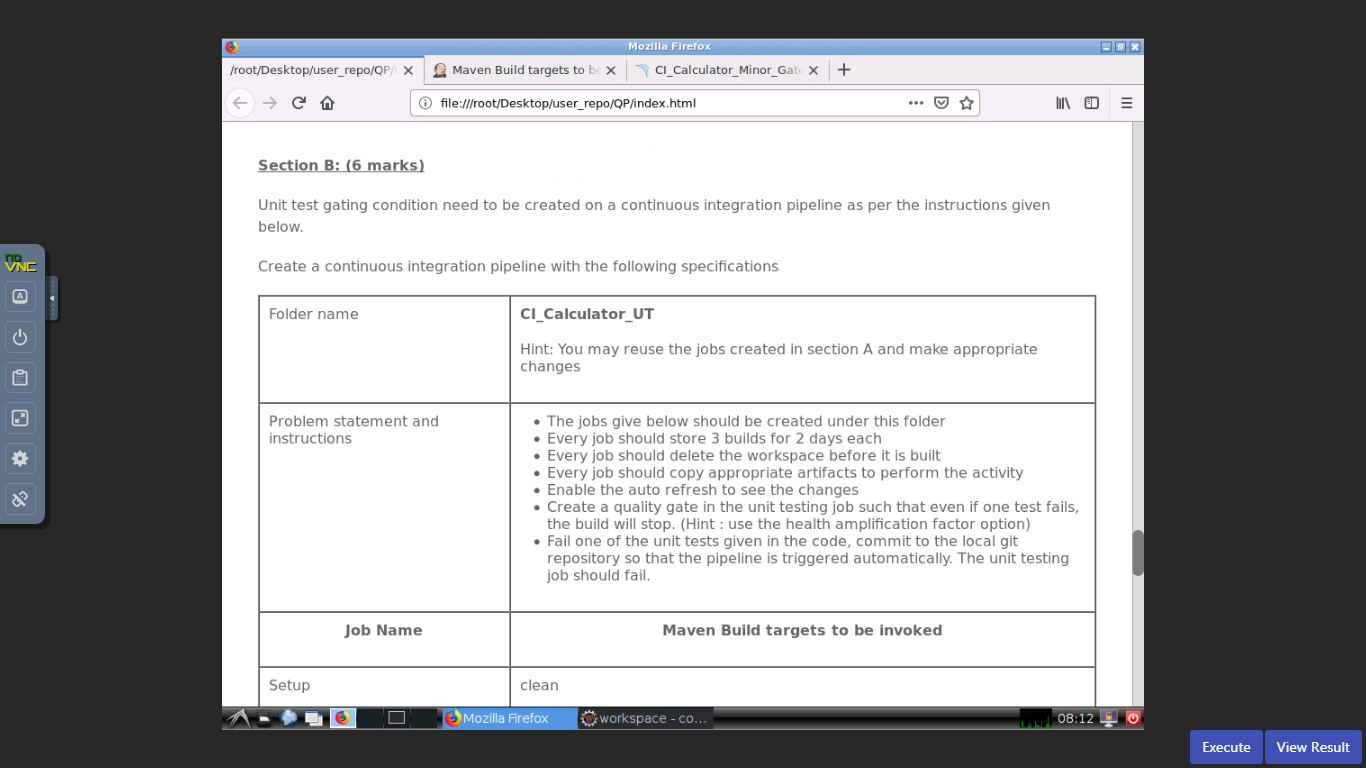 Mozilla Firefox
/root/Desktop/user_repo/QP/i
Maven Build targets to be
CI_Calculator_Minor_Gate
file:///root/Desktop/user_repo/QP/index.html
Section B: (6 marks)
Unit test gating condition need to be created on a continuous integration pipeline as per the instructions given
below.
Create a continuous integration pipeline with the following specifications
Folder name
CI_Calculator_UT
Hint: You may reuse the jobs created in section A and make appropriate
changes
Problem statement and
instructions
• The jobs give below should be created under this folder
• Every job should store 3 builds for 2 days each
• Every job should delete the workspace before it is built
• Every job should copy appropriate artifacts to perform the activity
• Enable the auto refresh to see the changes
• Create a quality gate in the unit testing job such that even if one test fails,
the build will stop. (Hint : use the health amplification factor option)
• Fail one of the unit tests given in the code, commit to the local git
repository so that the pipeline is triggered automatically. The unit testing
job should fail.
Job Name
Maven Build targets to be invoked
Setup
clean
no
VNC
A
Mozilla Firefox
workspace - co...
08:12
Execute
View Result